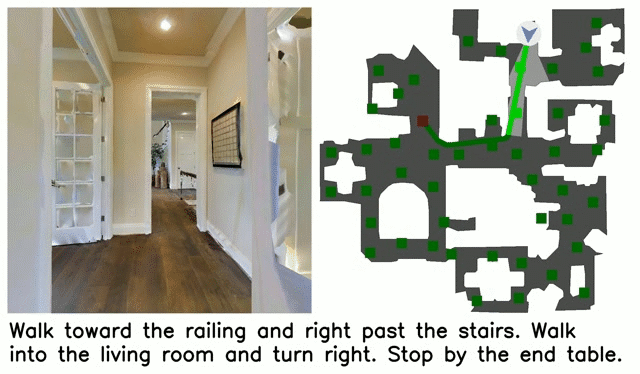 Walk toward the railing and right past the stairs. Walk
into the living room and turn right. Stop by the end table.